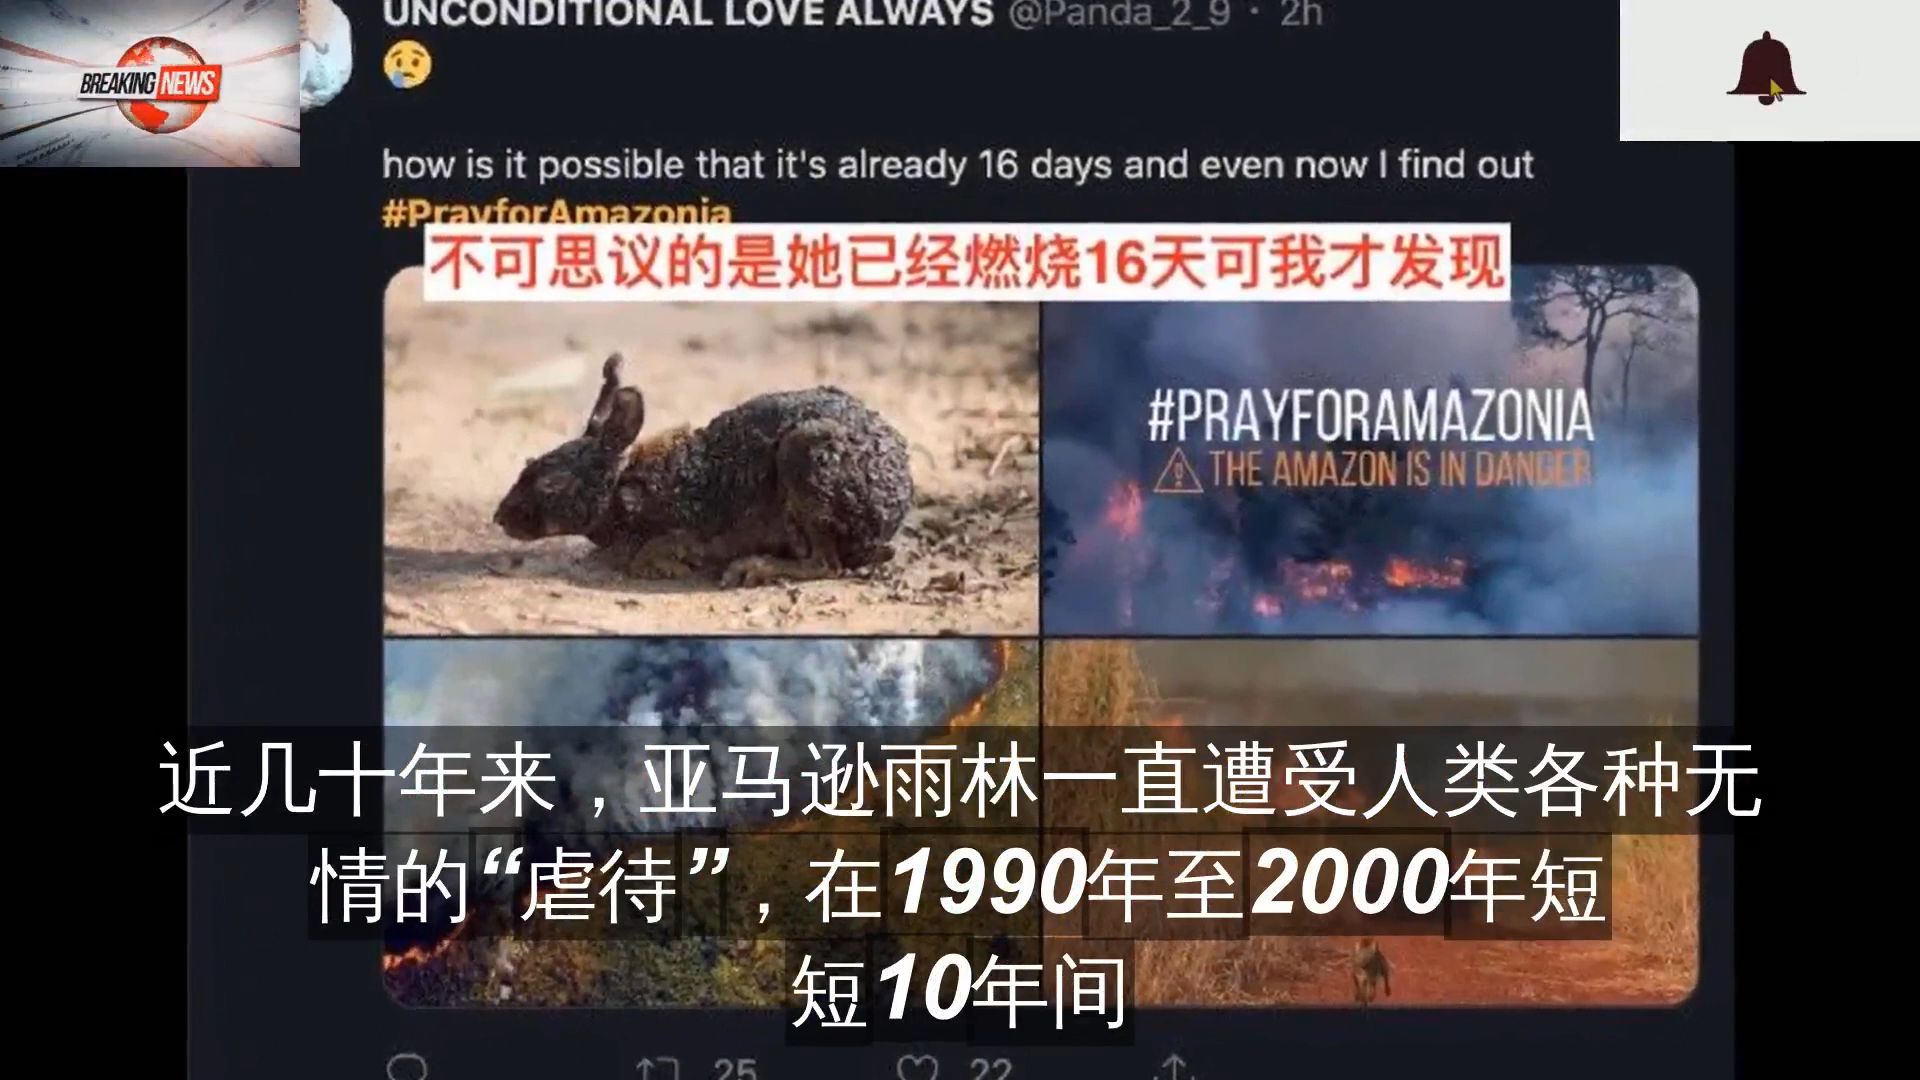 UNCONDITIONAL LOVE ALWAYS @Panda_2_9 · 2h
BREAKING NEWS
how is it possible that it's already 16 days and even now I find out
#PrayforAmazonia
不可思议的是她已经燃烧16天可我才发现
#PRAYFORAMAZONIA
THE AMAZON IS IN DANGER
近几十年来，亚马逊雨林一直遭受人类各种无
情的“虐待”，在1990年至2000年短
短10年间
25
22